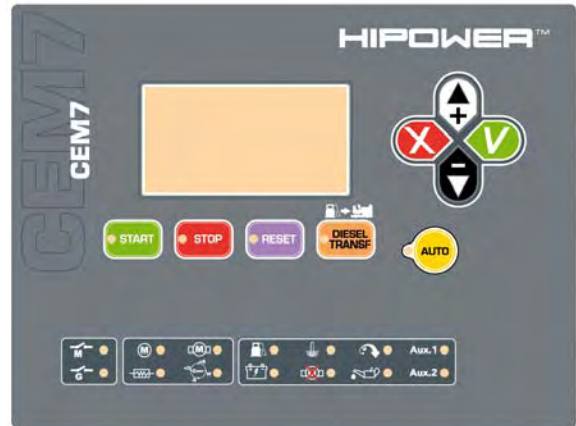 HIPOWER™
CEM7
CEM7
+
X
V
−
START
STOP
RESET
DIESEL
TRANSF
AUTO
M
M
M
Aux.1
G
Aux.2